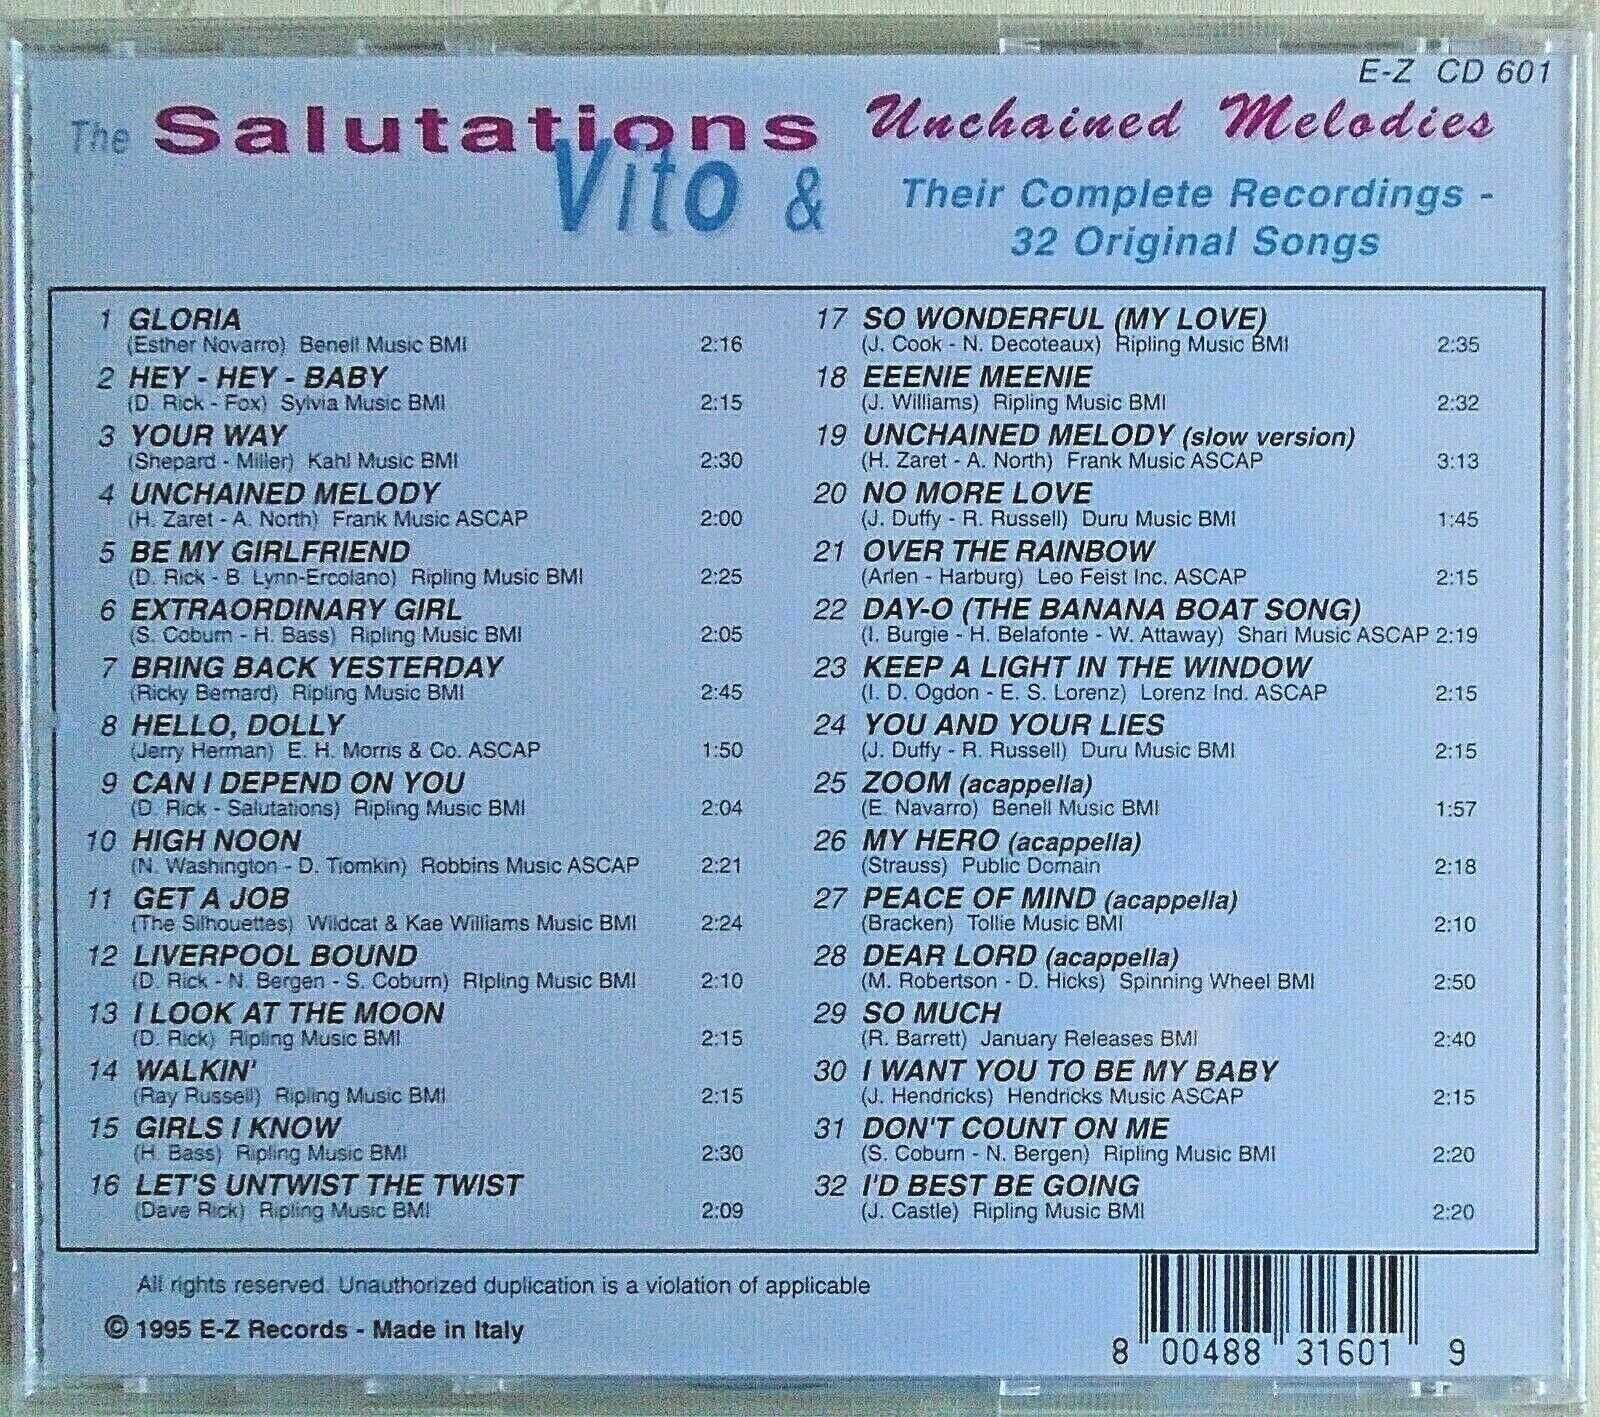 E-Z CD 601
The Salutations
Vito &
Unchained Melodies
Their Complete Recordings -
32 Original Songs
1 GLORIA
(Esther Novarro) Benell Music BMI 2:16
2 HEY - HEY - BABY
(D. Rick - Fox) Sylvia Music BMI 2:15
3 YOUR WAY
(Shepard - Miller) Kahl Music BMI 2:30
4 UNCHAINED MELODY
(H. Zaret - A. North) Frank Music ASCAP 2:00
5 BE MY GIRLFRIEND
(D. Rick - B. Lynn-Ercolano) Ripling Music BMI 2:25
6 EXTRAORDINARY GIRL
(S. Coburn - H. Bass) Ripling Music BMI 2:05
7 BRING BACK YESTERDAY
(Ricky Bernard) Ripling Music BMI 2:45
8 HELLO, DOLLY
(Jerry Herman) E. H. Morris & Co. ASCAP 1:50
9 CAN I DEPEND ON YOU
(D. Rick - Salutations) Ripling Music BMI 2:04
10 HIGH NOON
(N. Washington - D. Tiomkin) Robbins Music ASCAP 2:21
11 GET A JOB
(The Silhouettes) Wildcat & Kae Williams Music BMI 2:24
12 LIVERPOOL BOUND
(D. Rick - N. Bergen - S. Coburn) RIpling Music BMI 2:10
13 I LOOK AT THE MOON
(D. Rick) Ripling Music BMI 2:15
14 WALKIN'
(Ray Russell) Ripling Music BMI 2:15
15 GIRLS I KNOW
(H. Bass) Ripling Music BMI 2:30
16 LET'S UNTWIST THE TWIST
(Dave Rick) Ripling Music BMI 2:09
17 SO WONDERFUL (MY LOVE)
(J. Cook - N. Decoteaux) Ripling Music BMI 2:35
18 EEENIE MEENIE
(J. Williams) Ripling Music BMI 2:32
19 UNCHAINED MELODY (slow version)
(H. Zaret - A. North) Frank Music ASCAP 3:13
20 NO MORE LOVE
(J. Duffy - R. Russell) Duru Music BMI 1:45
21 OVER THE RAINBOW
(Arlen - Harburg) Leo Feist Inc. ASCAP 2:15
22 DAY-O (THE BANANA BOAT SONG)
(I. Burgie - H. Belafonte - W. Attaway) Shari Music ASCAP 2:19
23 KEEP A LIGHT IN THE WINDOW
(I. D. Ogdon - E. S. Lorenz) Lorenz Ind. ASCAP 2:15
24 YOU AND YOUR LIES
(J. Duffy - R. Russell) Duru Music BMI 2:15
25 ZOOM (acappella)
(E. Navarro) Benell Music BMI 1:57
26 MY HERO (acappella)
(Strauss) Public Domain 2:18
27 PEACE OF MIND (acappella)
(Bracken) Tollie Music BMI 2:10
28 DEAR LORD (acappella)
(M. Robertson - D. Hicks) Spinning Wheel BMI 2:50
29 SO MUCH
(R. Barrett) January Releases BMI 2:40
30 I WANT YOU TO BE MY BABY
(J. Hendricks) Hendricks Music ASCAP 2:15
31 DON'T COUNT ON ME
(S. Coburn - N. Bergen) Ripling Music BMI 2:20
32 I'D BEST BE GOING
(J. Castle) Ripling Music BMI 2:20
All rights reserved. Unauthorized duplication is a violation of applicable
© 1995 E-Z Records - Made in Italy
8 00488 31601 9